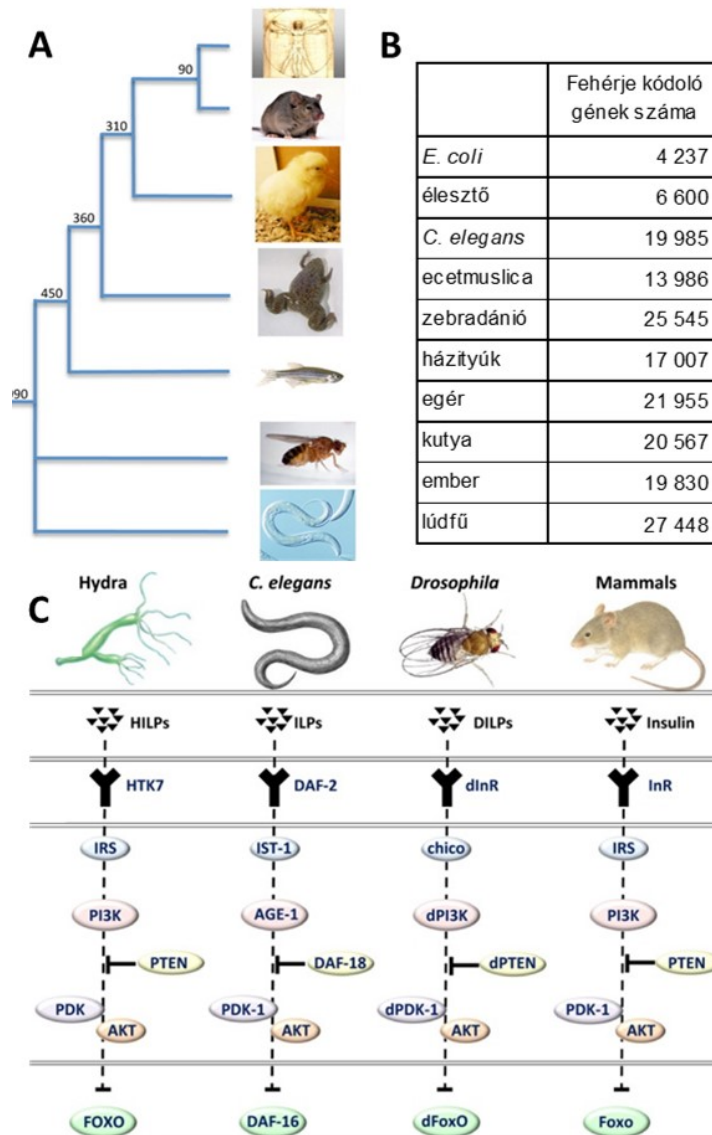 A
90
310
360
450
990
B
Fehérje kódoló
gének száma
E. coli 4 237
élesztő 6 600
C. elegans 19 985
ecetmuslica 13 986
zebradánió 25 545
házityúk 17 007
egér 21 955
kutya 20 567
ember 19 830
lúdfű 27 448
C
Hydra C. elegans Drosophila Mammals
HILPs ILPs DILPs Insulin
HTK7 DAF-2 dInR InR
IRS IST-1 chico IRS
PI3K AGE-1 dPI3K PI3K
PTEN DAF-18 dPTEN PTEN
PDK PDK-1 dPDK-1 PDK-1
AKT AKT AKT AKT
FOXO DAF-16 dFoxO Foxo